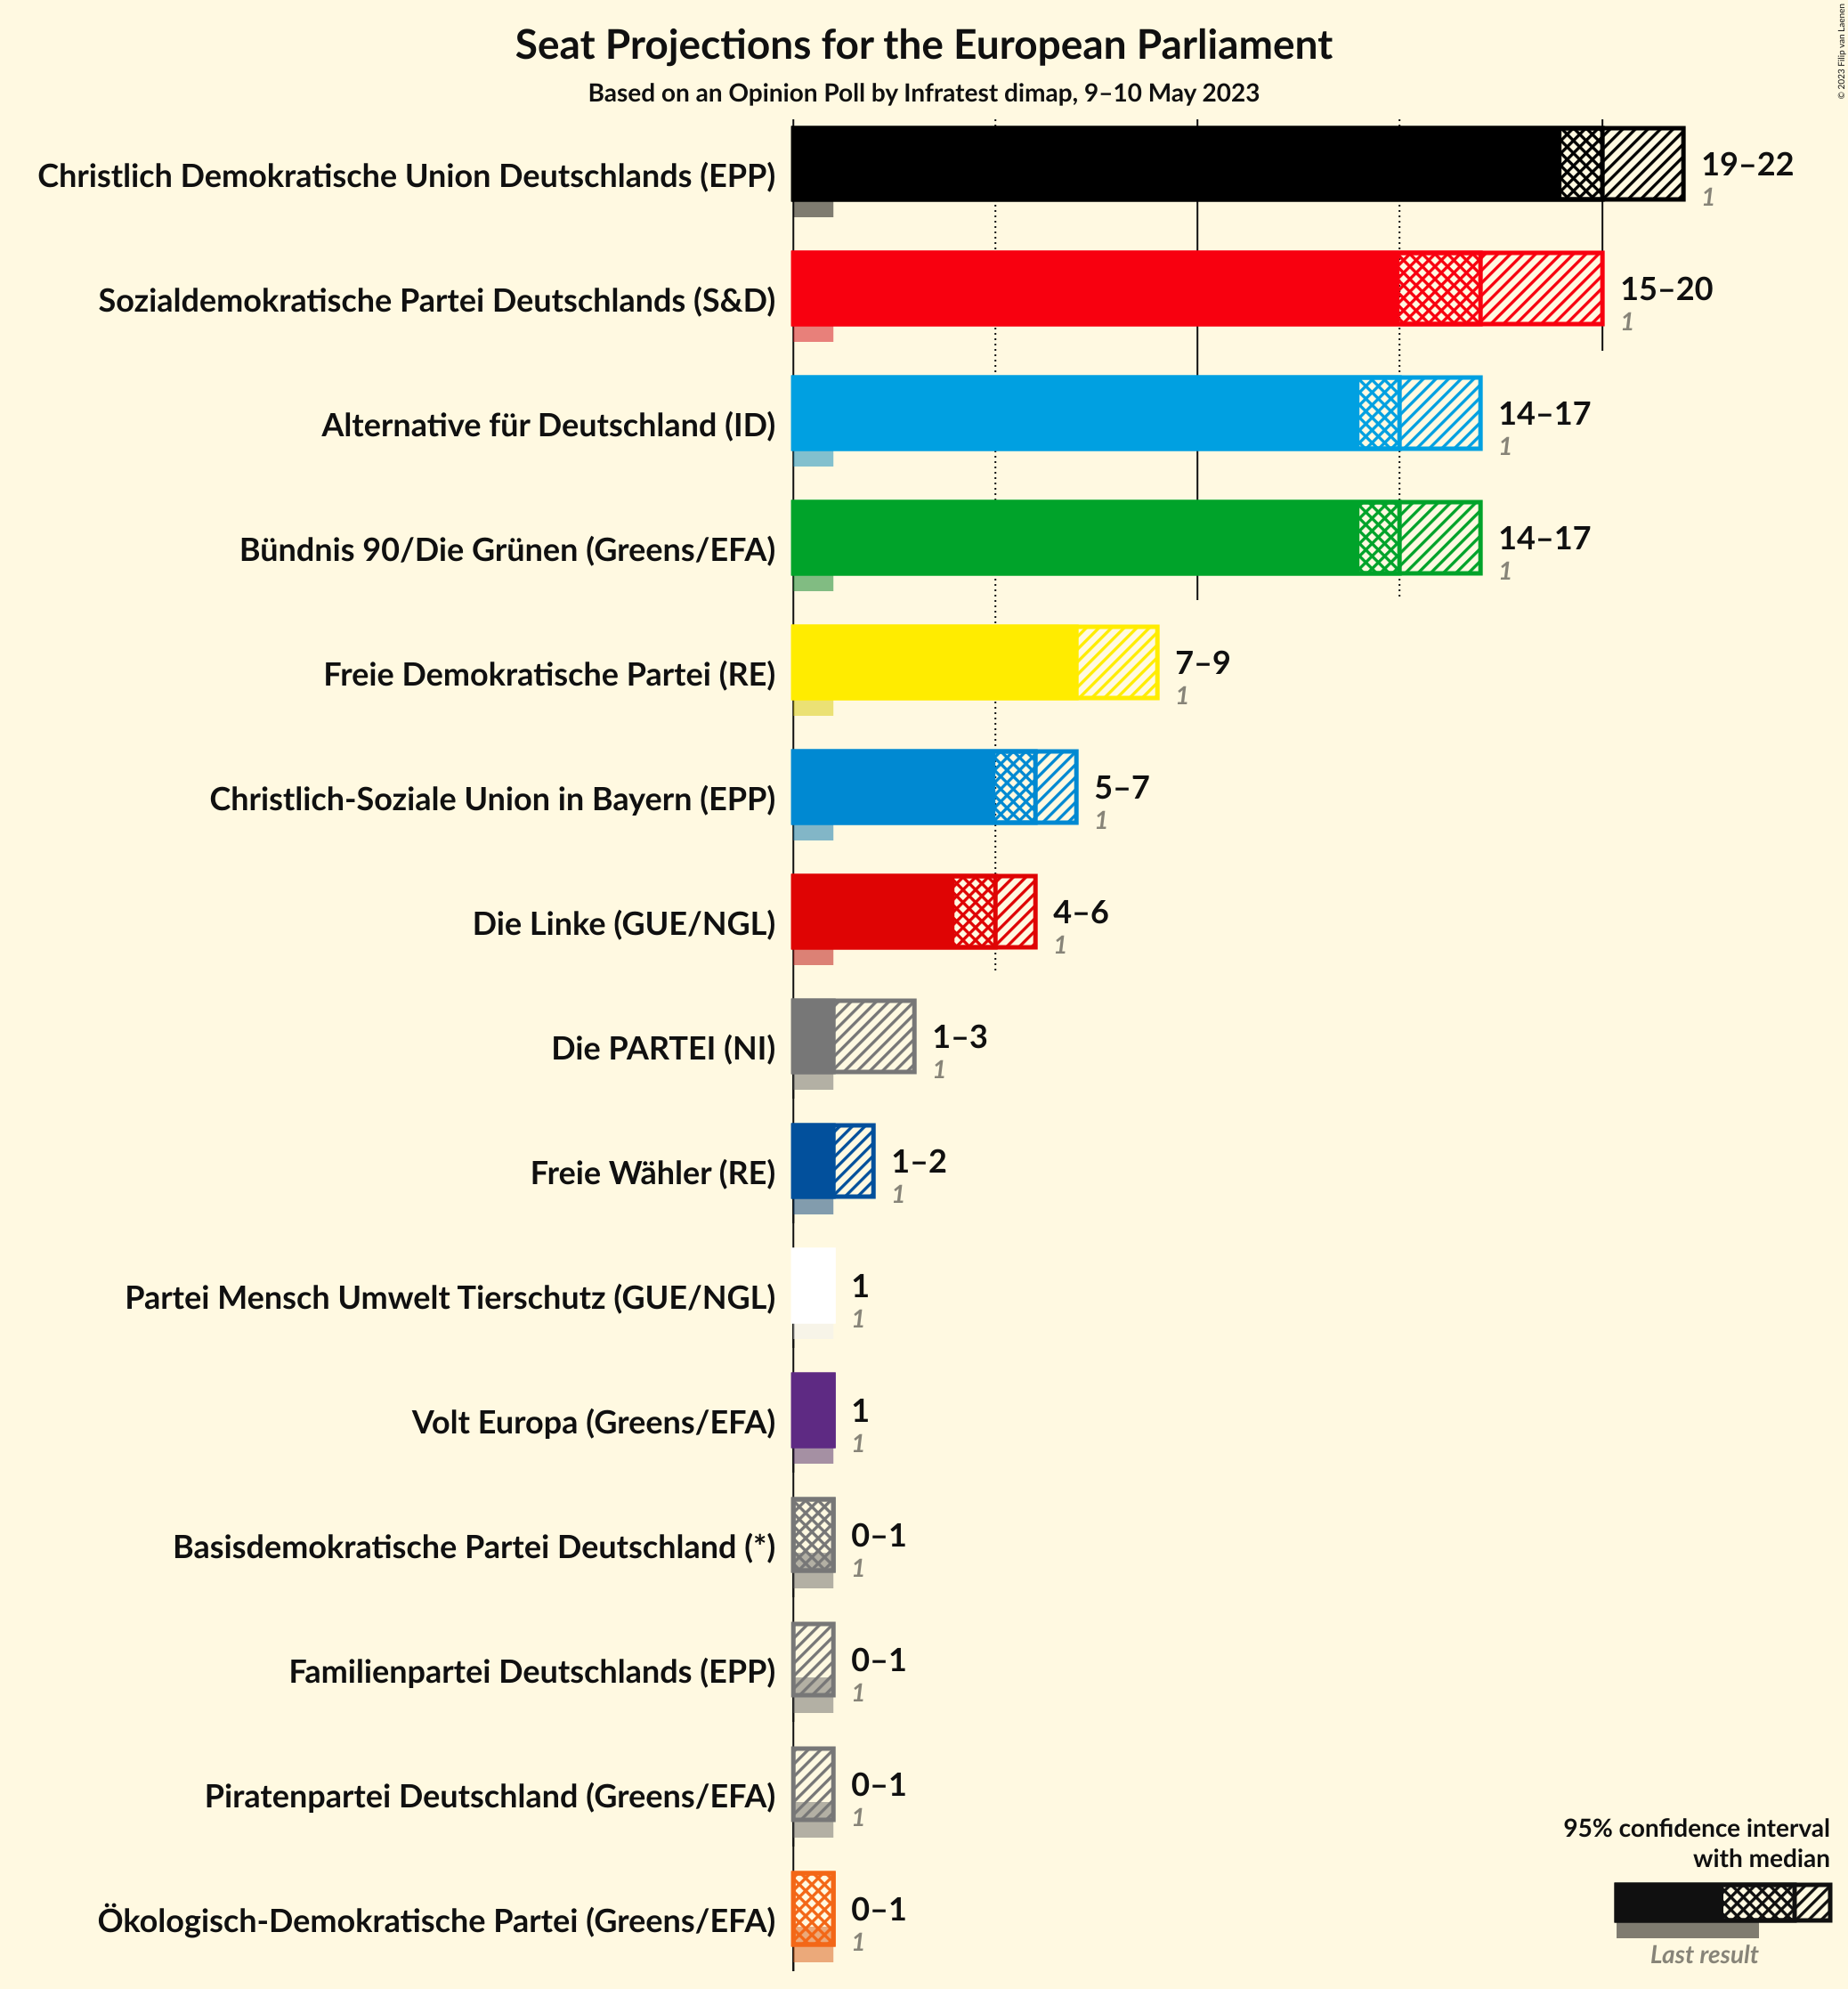 Seat Projections for the European Parliament
Based on an Opinion Poll by Infratest dimap, 9–10 May 2023
© 2023 Filip van Laenen
Christlich Demokratische Union Deutschlands (EPP)
19–22
1
Sozialdemokratische Partei Deutschlands (S&D)
15–20
1
Alternative für Deutschland (ID)
14–17
1
Bündnis 90/Die Grünen (Greens/EFA)
14–17
1
Freie Demokratische Partei (RE)
7–9
1
Christlich-Soziale Union in Bayern (EPP)
5–7
1
Die Linke (GUE/NGL)
4–6
1
Die PARTEI (NI)
1–3
1
Freie Wähler (RE)
1–2
1
Partei Mensch Umwelt Tierschutz (GUE/NGL)
1
1
Volt Europa (Greens/EFA)
1
1
Basisdemokratische Partei Deutschland (*)
0–1
1
Familienpartei Deutschlands (EPP)
0–1
1
Piratenpartei Deutschland (Greens/EFA)
0–1
1
Ökologisch-Demokratische Partei (Greens/EFA)
0–1
1
95% confidence interval
with median
Last result